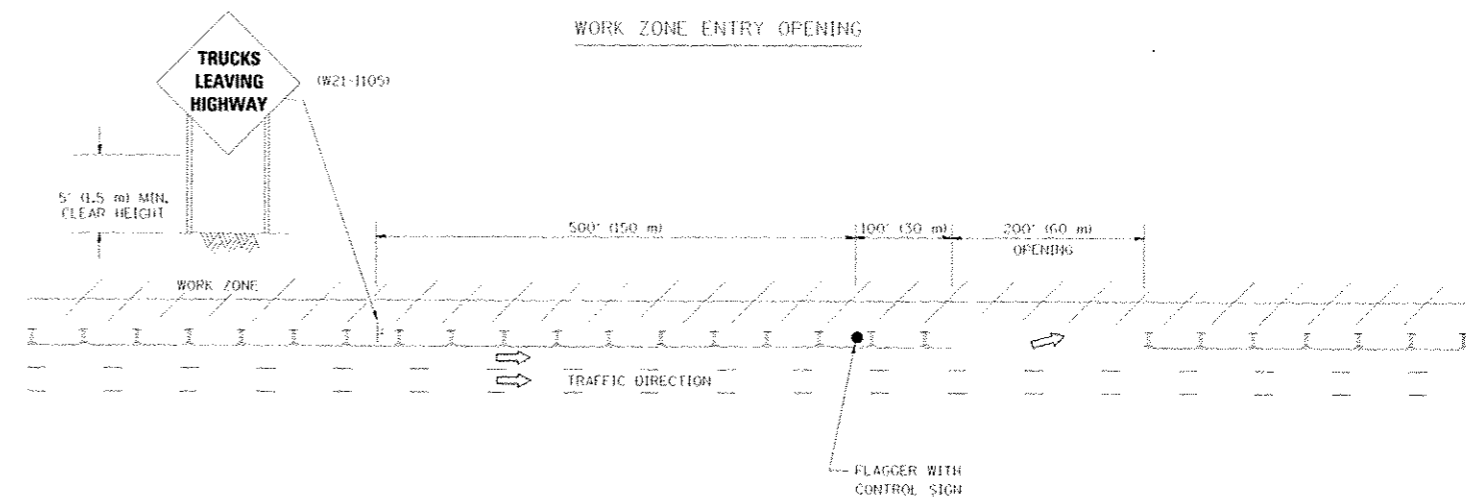 WORK ZONE ENTRY OPENING
TRUCKS
LEAVING
HIGHWAY
(W21-I105)
5' (1.5 m) MIN.
CLEAR HEIGHT
500' (150 m)
100' (30 m)
200' (60 m)
OPENING
WORK ZONE
TRAFFIC DIRECTION
FLAGGER WITH
CONTROL SIGN